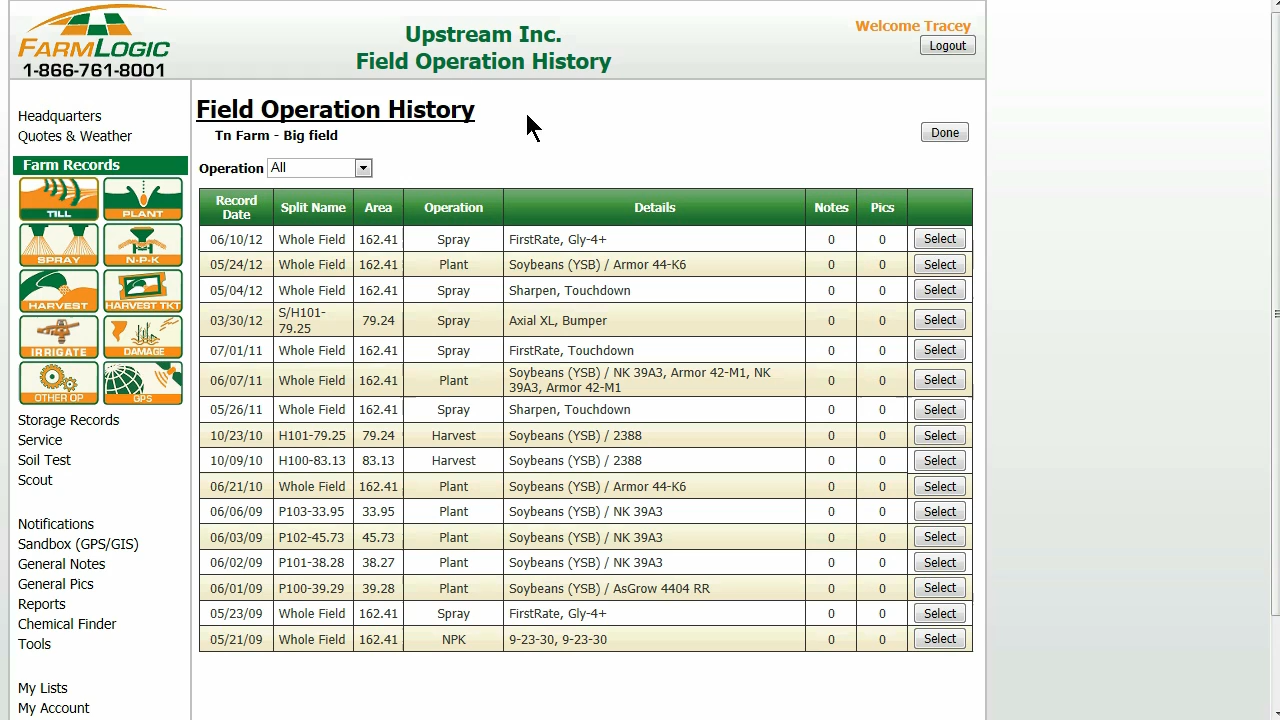 FARMLOGIC
1-866-761-8001
Upstream Inc.
Field Operation History
Welcome Tracey
Logout
Headquarters
Quotes & Weather
Farm Records
TILL PLANT
SPRAY N-P-K
HARVEST HARVEST TKT
IRRIGATE DAMAGE
OTHER OP GPS
Storage Records
Service
Soil Test
Scout
Notifications
Sandbox (GPS/GIS)
General Notes
General Pics
Reports
Chemical Finder
Tools
My Lists
My Account
Field Operation History
Tn Farm - Big field
Done
Operation All
Record Date Split Name Area Operation Details Notes Pics
06/10/12 Whole Field 162.41 Spray FirstRate, Gly-4+ 0 0 Select
05/24/12 Whole Field 162.41 Plant Soybeans (YSB) / Armor 44-K6 0 0 Select
05/04/12 Whole Field 162.41 Spray Sharpen, Touchdown 0 0 Select
03/30/12 S/H101-79.25 79.24 Spray Axial XL, Bumper 0 0 Select
07/01/11 Whole Field 162.41 Spray FirstRate, Touchdown 0 0 Select
06/07/11 Whole Field 162.41 Plant Soybeans (YSB) / NK 39A3, Armor 42-M1, NK 39A3, Armor 42-M1 0 0 Select
05/26/11 Whole Field 162.41 Spray Sharpen, Touchdown 0 0 Select
10/23/10 H101-79.25 79.24 Harvest Soybeans (YSB) / 2388 0 0 Select
10/09/10 H100-83.13 83.13 Harvest Soybeans (YSB) / 2388 0 0 Select
06/21/10 Whole Field 162.41 Plant Soybeans (YSB) / Armor 44-K6 0 0 Select
06/06/09 P103-33.95 33.95 Plant Soybeans (YSB) / NK 39A3 0 0 Select
06/03/09 P102-45.73 45.73 Plant Soybeans (YSB) / NK 39A3 0 0 Select
06/02/09 P101-38.28 38.27 Plant Soybeans (YSB) / NK 39A3 0 0 Select
06/01/09 P100-39.29 39.28 Plant Soybeans (YSB) / AsGrow 4404 RR 0 0 Select
05/23/09 Whole Field 162.41 Spray FirstRate, Gly-4+ 0 0 Select
05/21/09 Whole Field 162.41 NPK 9-23-30, 9-23-30 0 0 Select